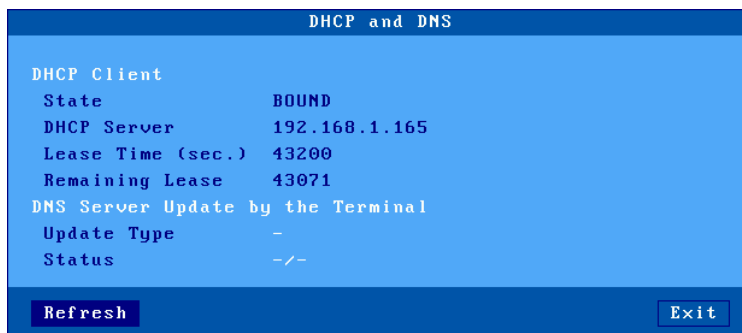 DHCP and DNS
DHCP Client
State BOUND
DHCP Server 192.168.1.165
Lease Time (sec.) 43200
Remaining Lease 43071
DNS Server Update by the Terminal
Update Type -
Status -/-
Refresh Exit